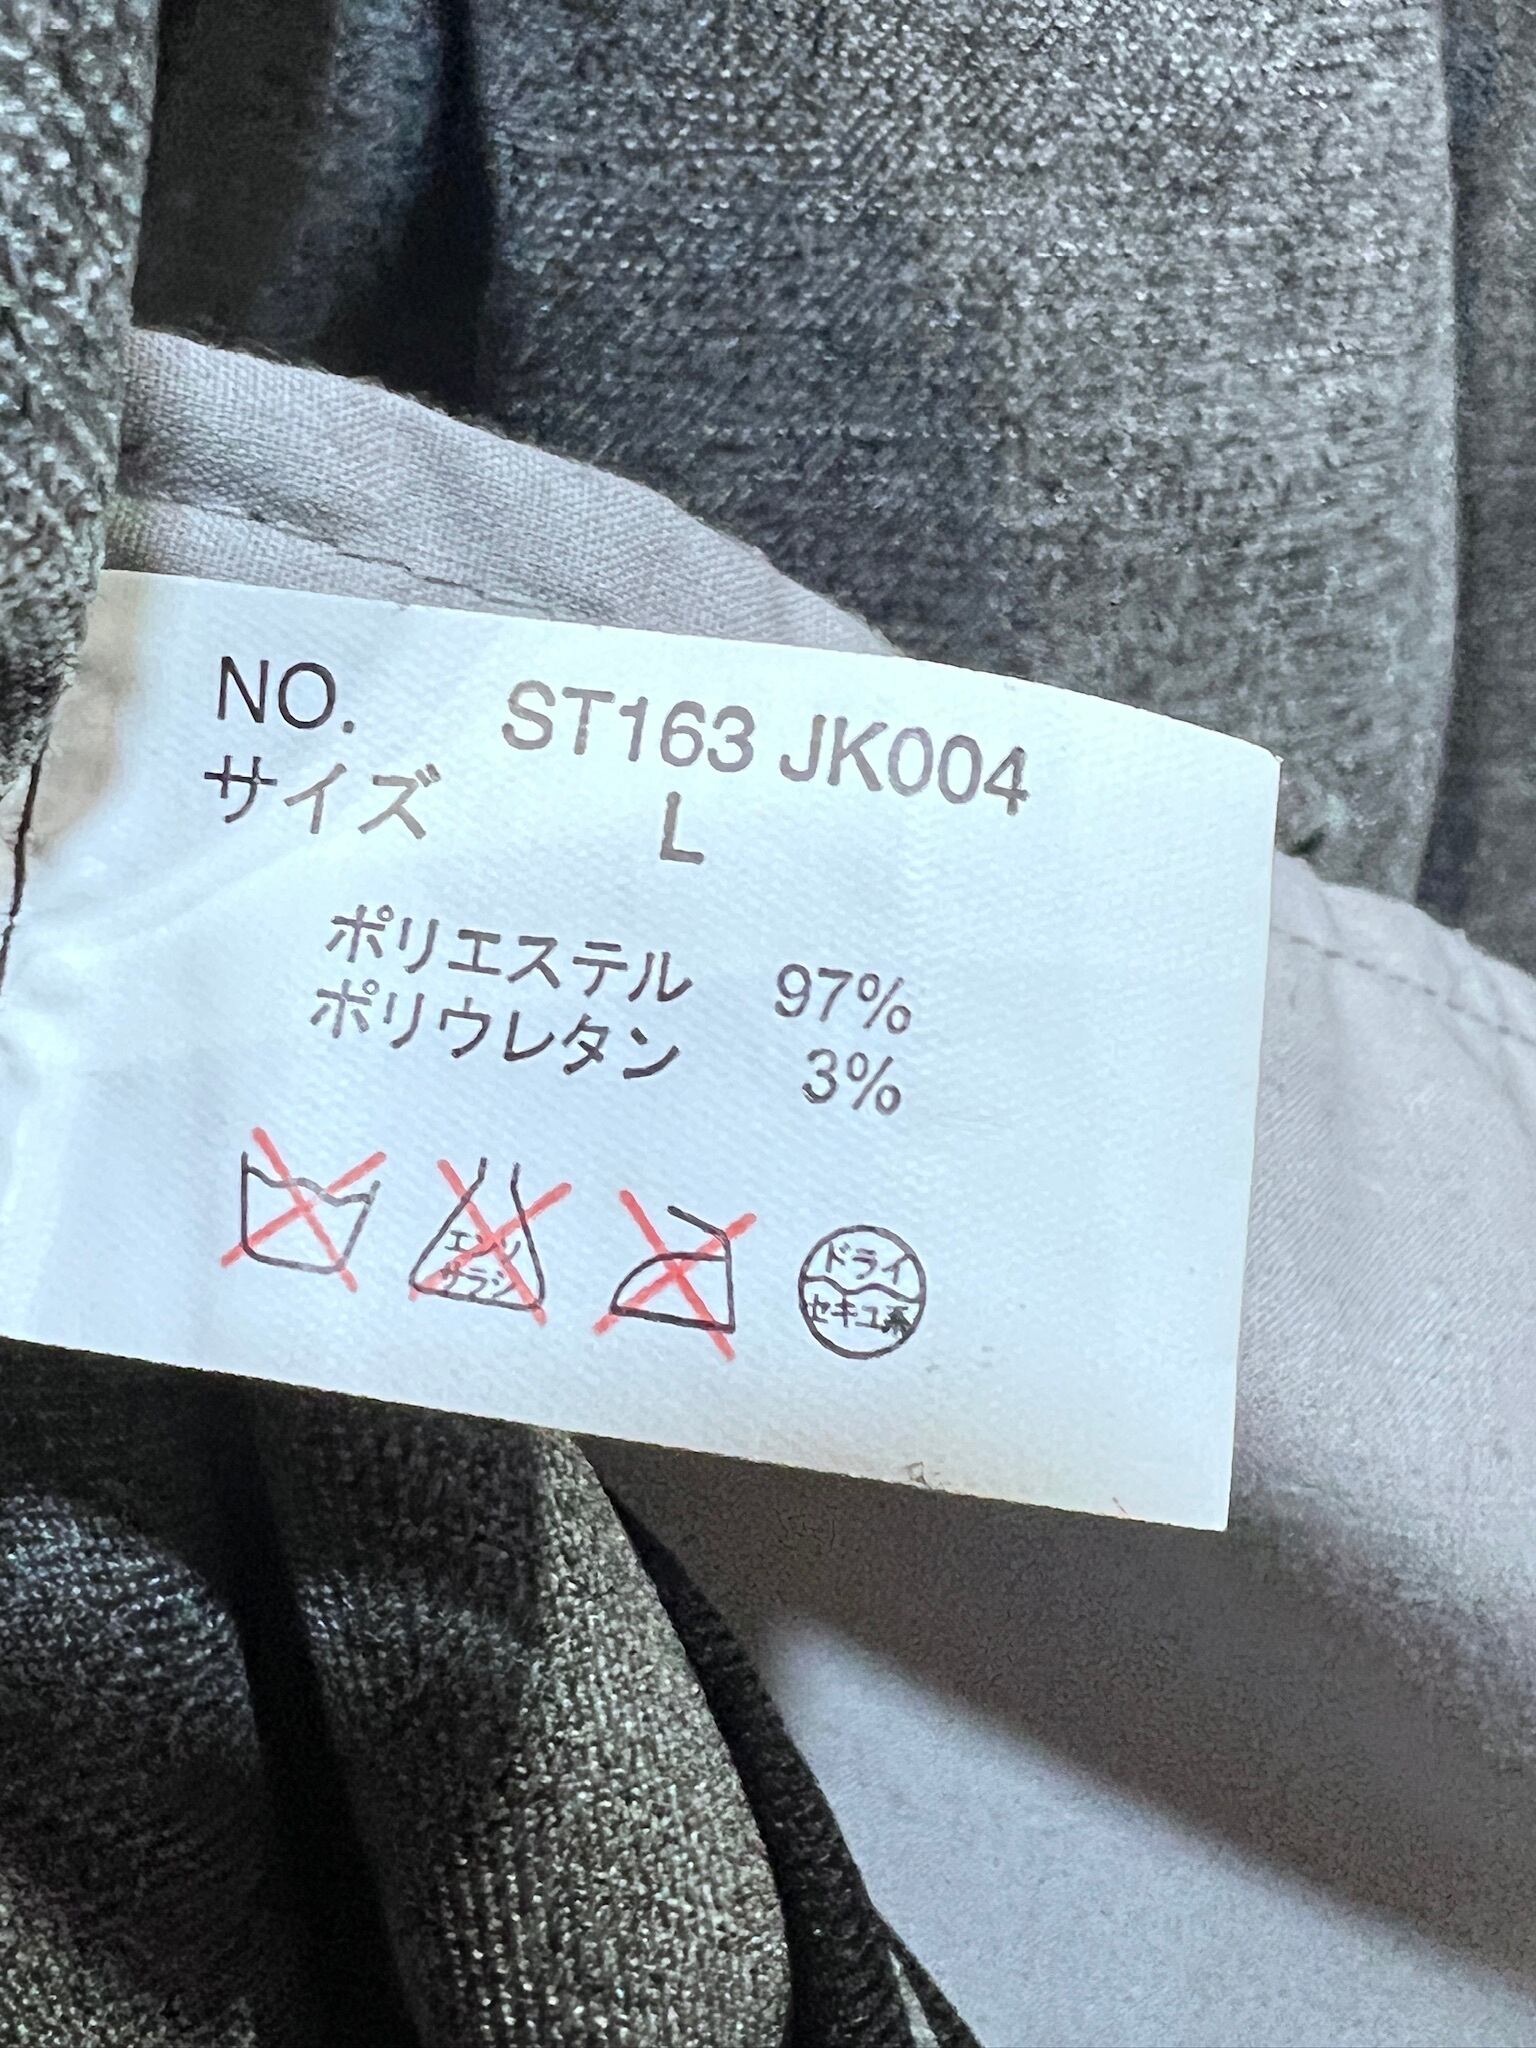 NO. ST163 JK004
サイズ L
ポリエステル 97%
ポリウレタン 3%
エンソ
サラシ
ドライ
セキユ系